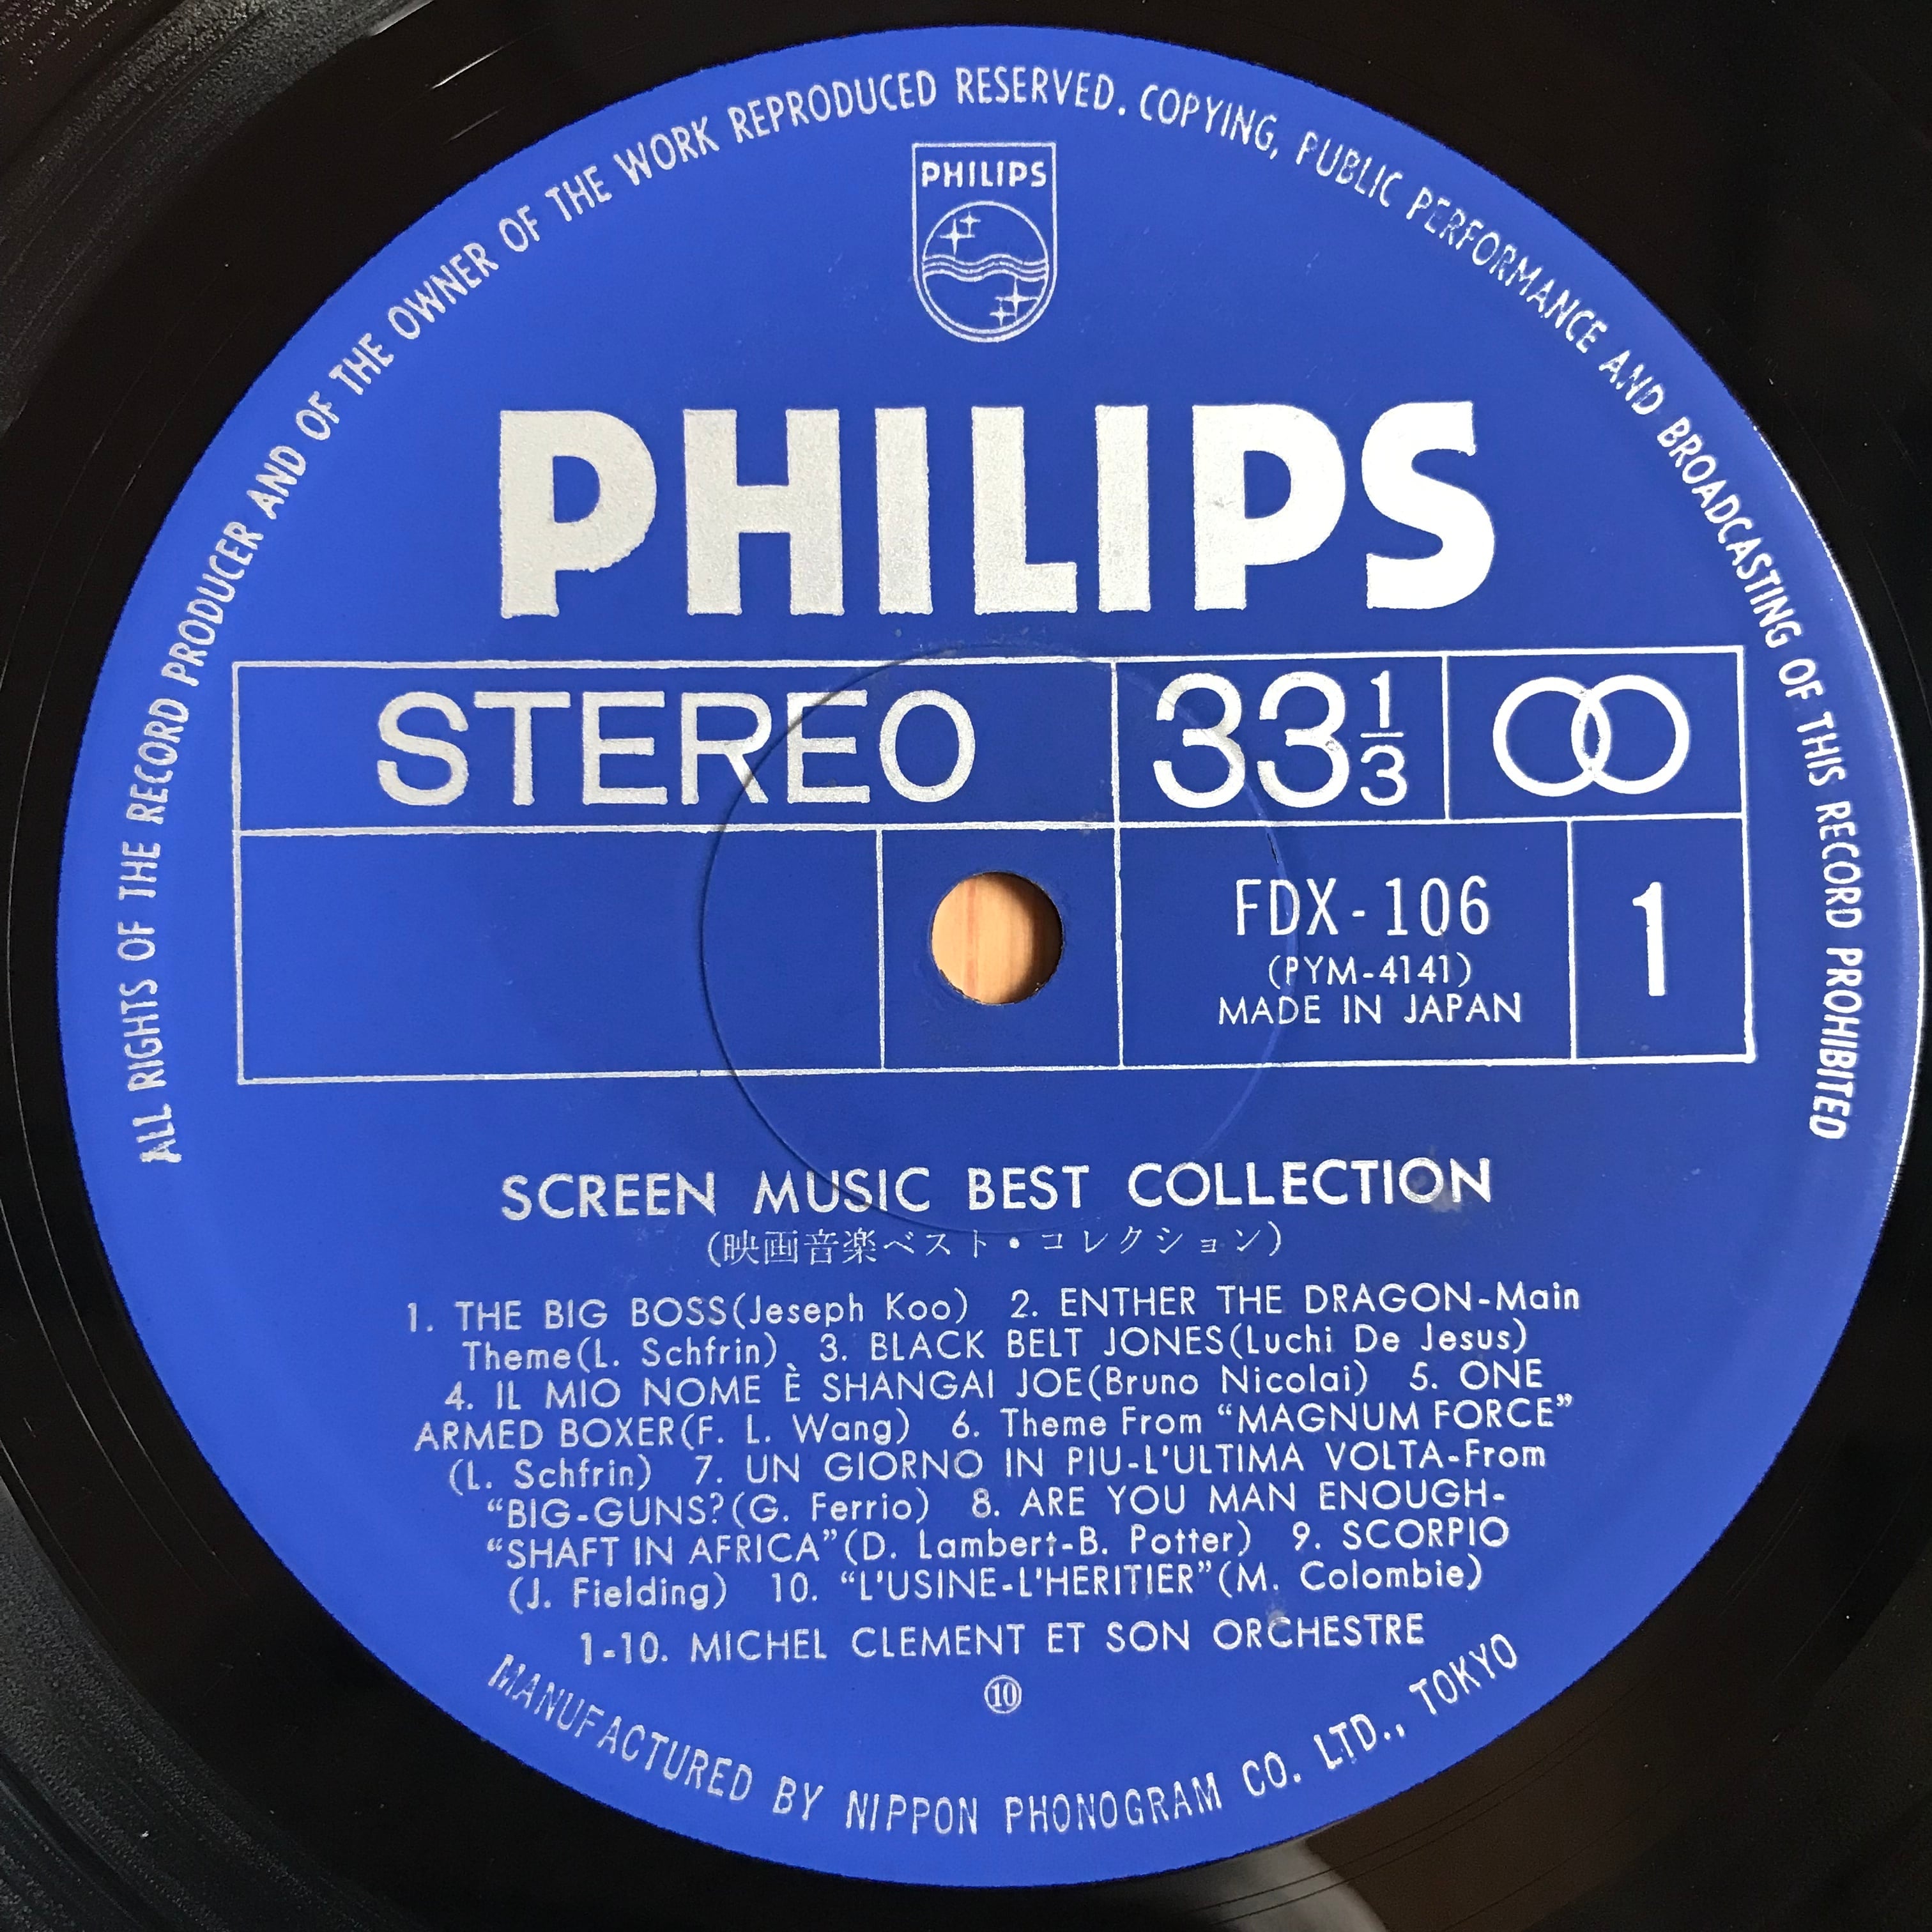 ALL RIGHTS OF THE RECORD PRODUCER AND OF THE OWNER OF THE WORK REPRODUCED RESERVED. COPYING, PUBLIC PERFORMANCE AND BROADCASTING OF THIS RECORD PROHIBITED
PHILIPS
PHILIPS
STEREO 33 1/3
FDX-106 1
(PYM-4141)
MADE IN JAPAN
SCREEN MUSIC BEST COLLECTION
(映画音楽ベスト・コレクション)
1. THE BIG BOSS(Jeseph Koo) 2. ENTHER THE DRAGON-Main
Theme(L. Schfrin)、3. BLACK BELT JONES(Luchi De Jesus)
4. IL MIO NOME È SHANGAI JOE(Bruno Nicolai) 5. ONE
ARMED BOXER(F. L. Wang) 6. Theme From “MAGNUM FORCE”
(L. Schfrin) 7. UN GIORNO IN PIU-L'ULTIMA VOLTA-From
“BIG-GUNS?(G. Ferrio) 8. ARE YOU MAN ENOUGH-
“SHAFT IN AFRICA”(D. Lambert-B. Potter) 9. SCORPIO
(J. Fielding) 10. “L'USINE-L'HERITIER”(M. Colombie)
1-10. MICHEL CLEMENT ET SON ORCHESTRE
⑩
MANUFACTURED BY NIPPON PHONOGRAM CO. LTD., TOKYO